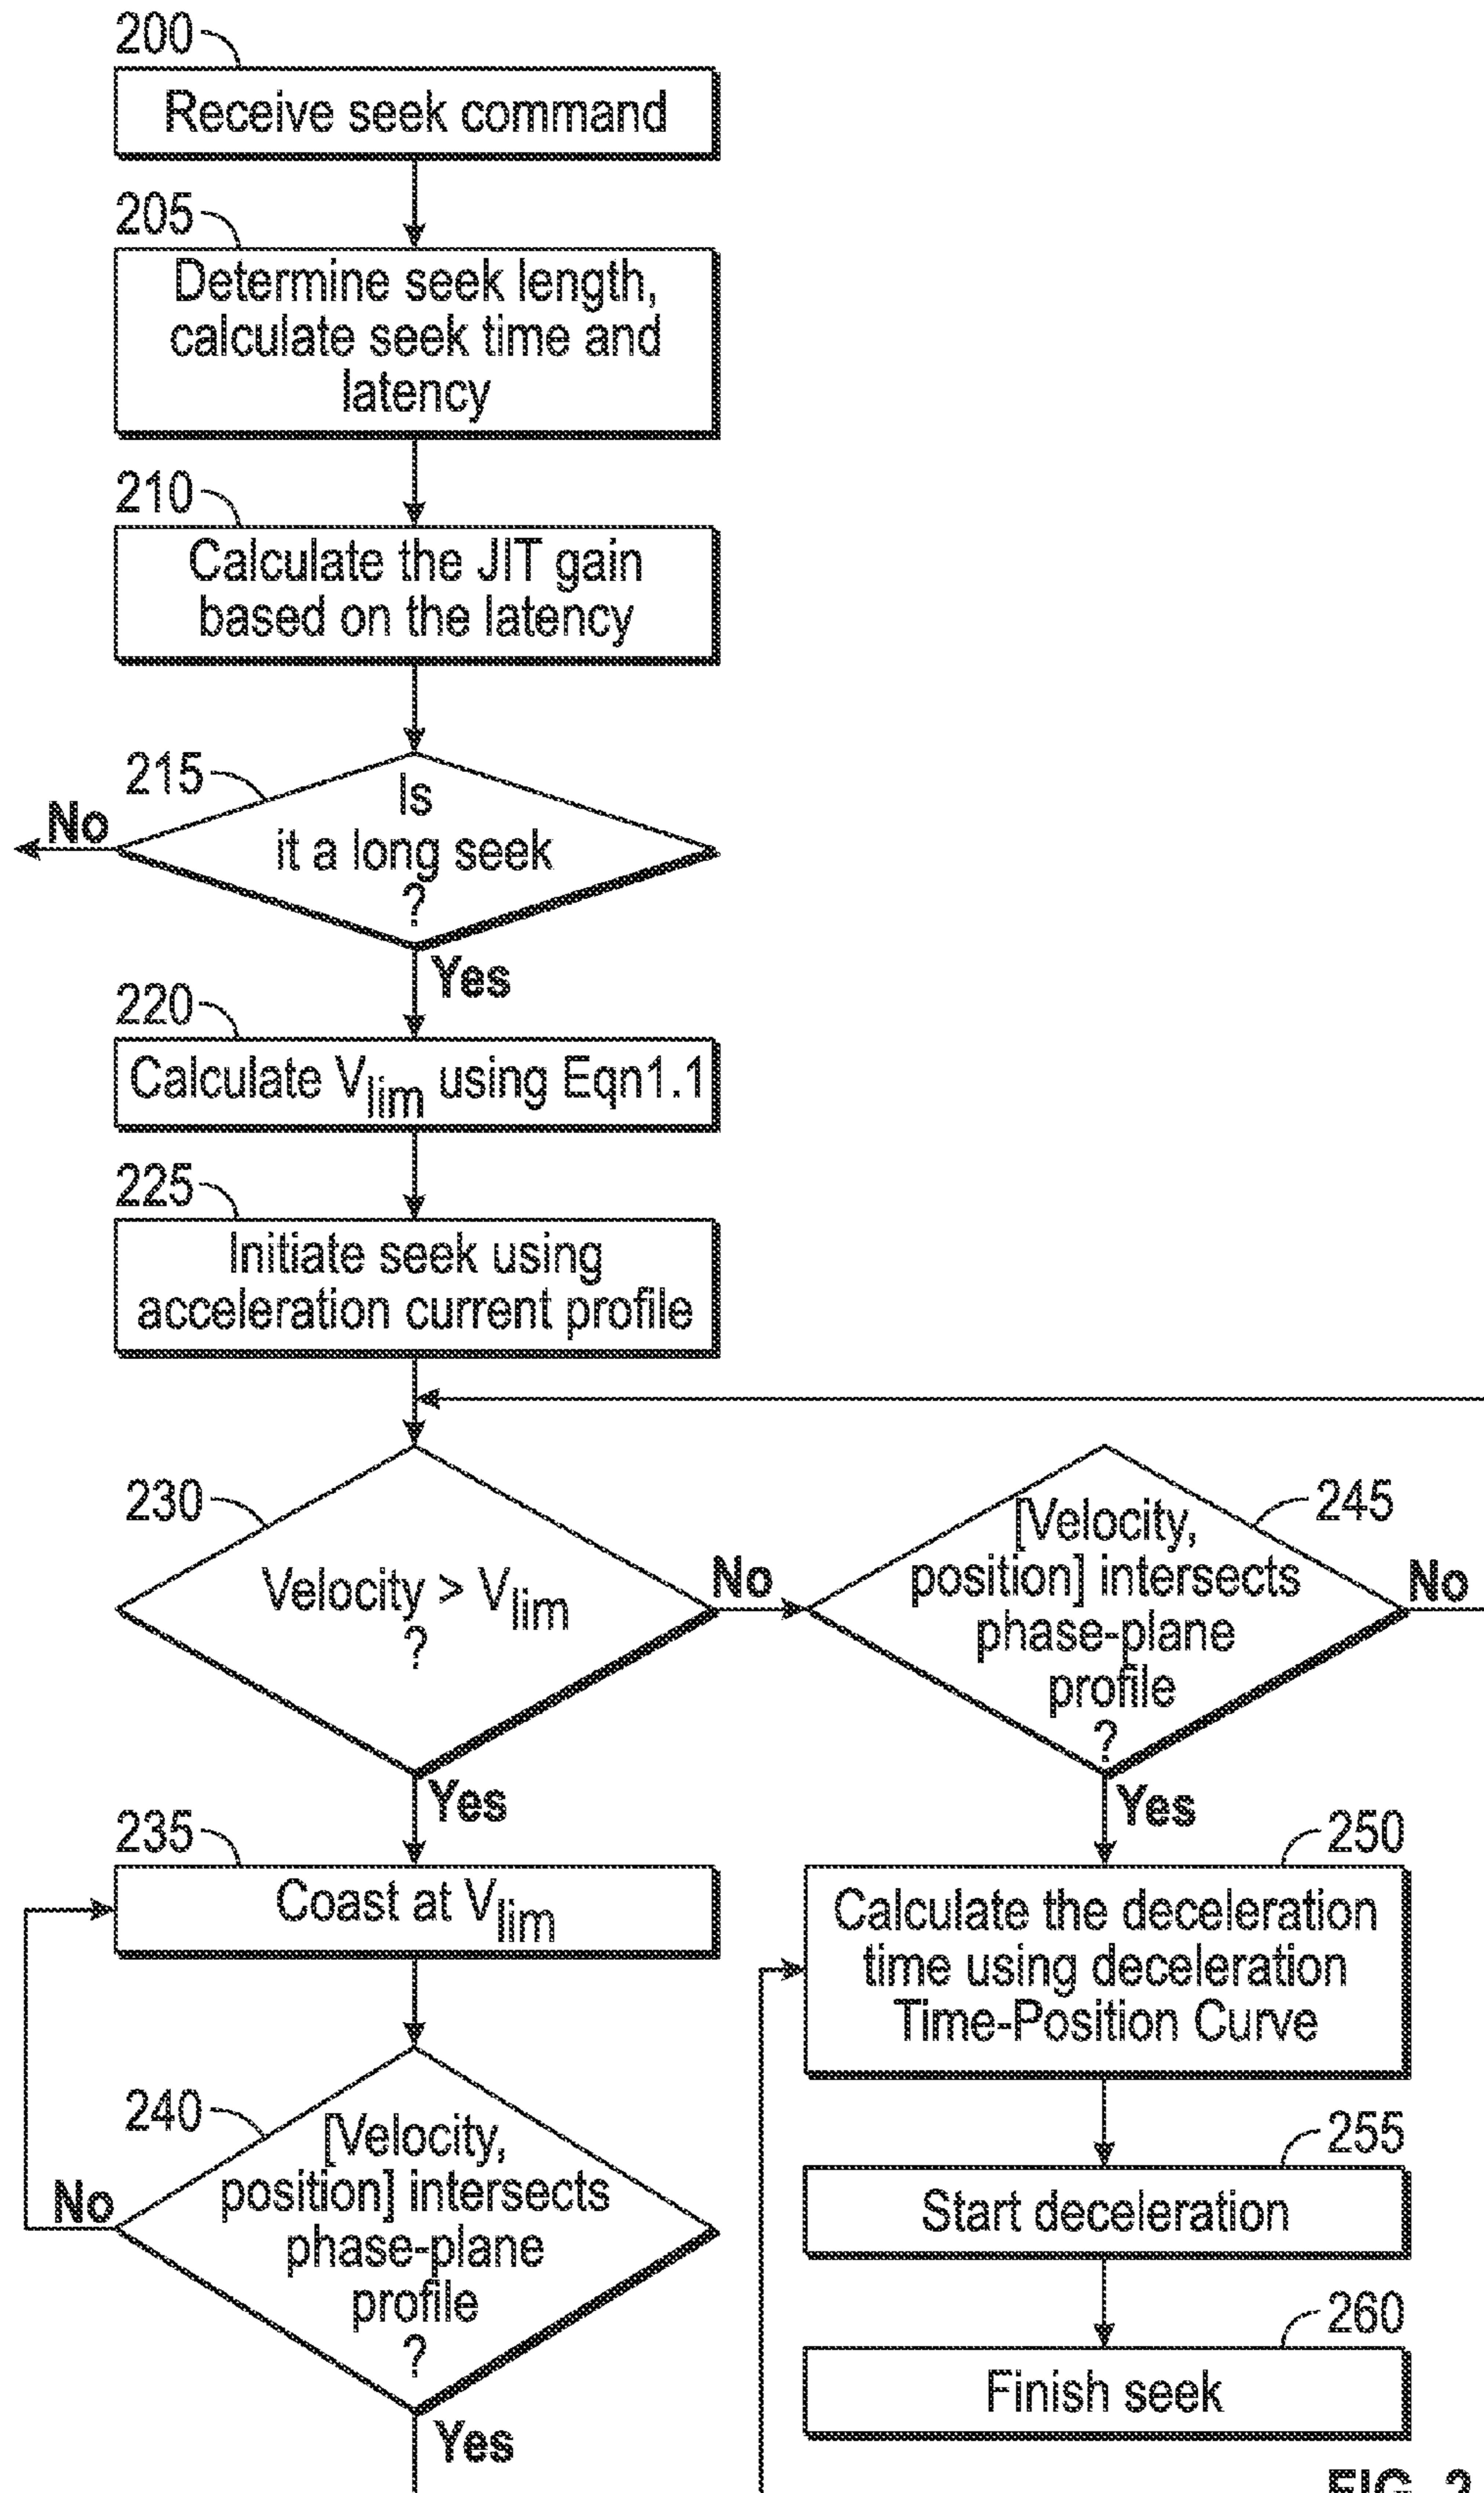 200
Receive seek command
205
Determine seek length,
calculate seek time and
latency
210
Calculate the JIT gain
based on the latency
215
Is
it a long seek
?
No
Yes
220
Calculate Vlim using Eqn1.1
225
Initiate seek using
acceleration current profile
230
Velocity > Vlim
?
No
Yes
245
[Velocity,
position] intersects
phase-plane
profile
?
No
Yes
235
Coast at Vlim
240
[Velocity,
position] intersects
phase-plane
profile
?
No
Yes
250
Calculate the deceleration
time using deceleration
Time-Position Curve
255
Start deceleration
260
Finish seek